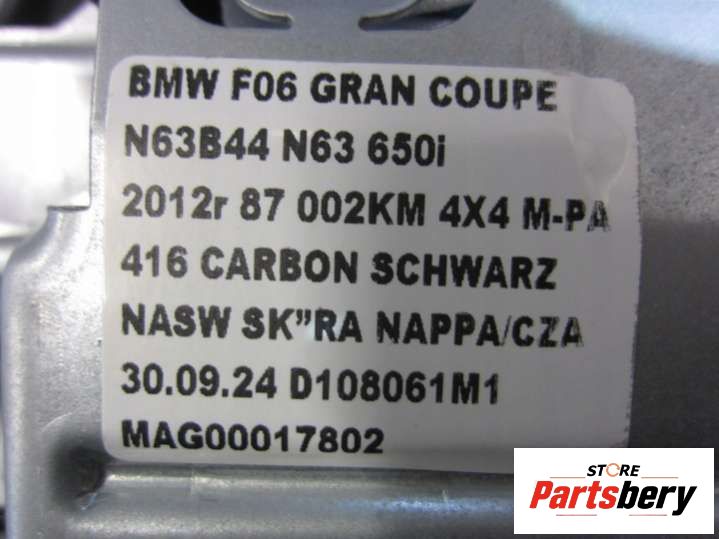 BMW F06 GRAN COUPE
N63B44 N63 650i
2012r 87 002KM 4X4 M-PA
416 CARBON SCHWARZ
NASW SK”RA NAPPA/CZA
30.09.24 D108061M1
MAG00017802
STORE
Partsbery